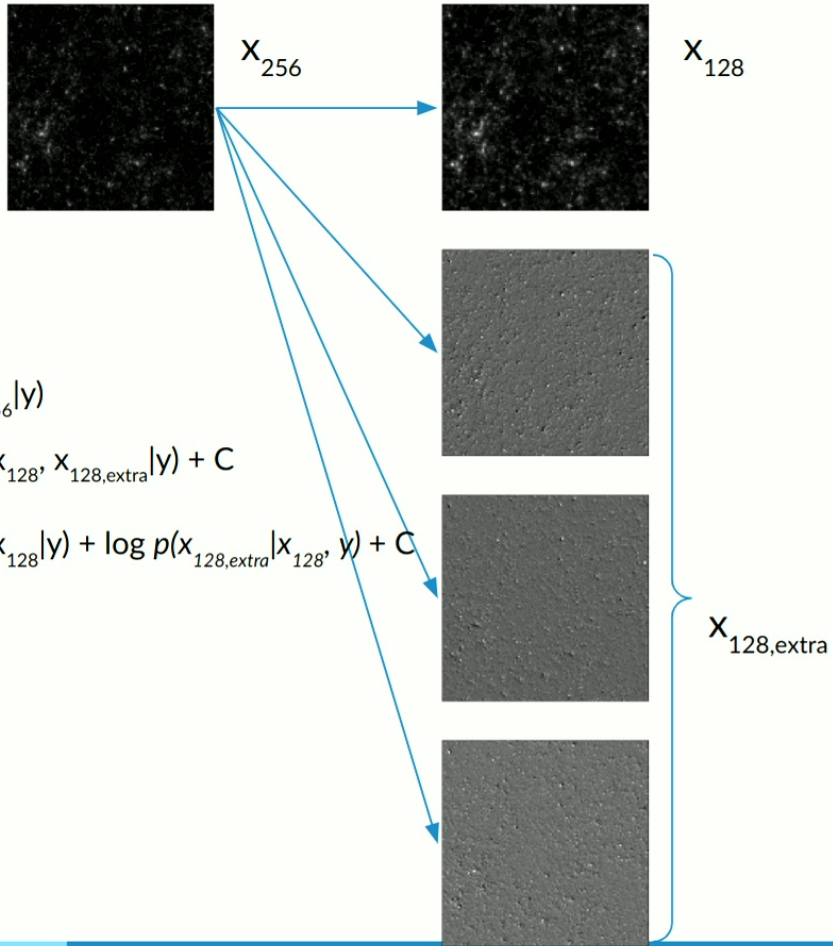 x256
x128
6|y)
x128, x128,extra|y) + C
x128|y) + log p(x128,extra|x128, y) + C
x128,extra